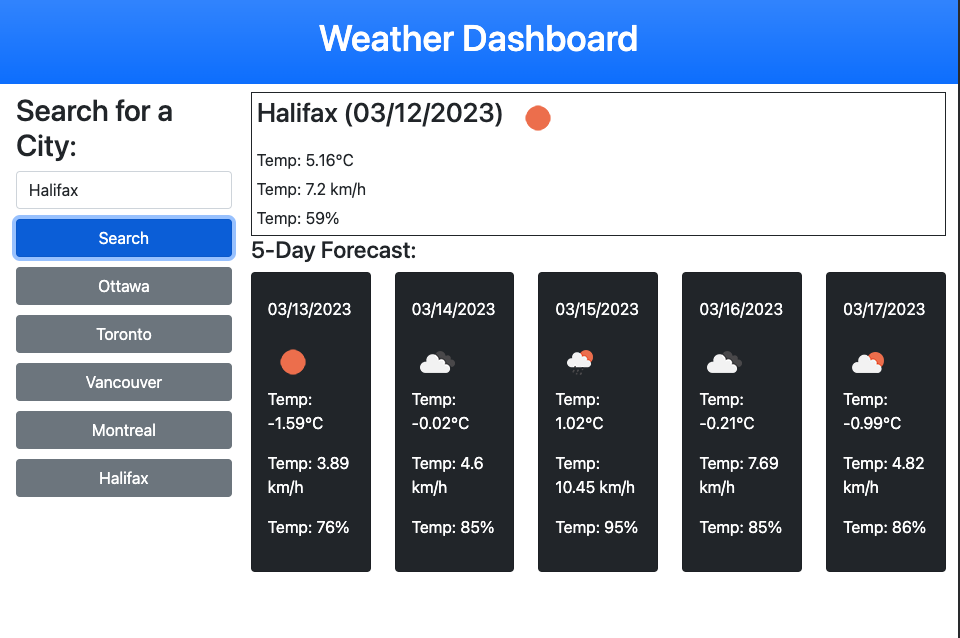 Weather Dashboard
Search for a
City:
Halifax
Search
Ottawa
Toronto
Vancouver
Montreal
Halifax
Halifax (03/12/2023)
Temp: 5.16°C
Temp: 7.2 km/h
Temp: 59%
5-Day Forecast:
03/13/2023
Temp:
-1.59°C
Temp: 3.89
km/h
Temp: 76%
03/14/2023
Temp:
-0.02°C
Temp: 4.6
km/h
Temp: 85%
03/15/2023
Temp:
1.02°C
Temp:
10.45 km/h
Temp: 95%
03/16/2023
Temp:
-0.21°C
Temp: 7.69
km/h
Temp: 85%
03/17/2023
Temp:
-0.99°C
Temp: 4.82
km/h
Temp: 86%